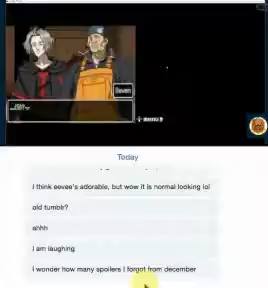 Seven
memo
Today
I think eevee's adorable, but wow it is normal looking lol
old tumblr?
ahhh
I am laughing
I wonder how many spoilers I forgot from december